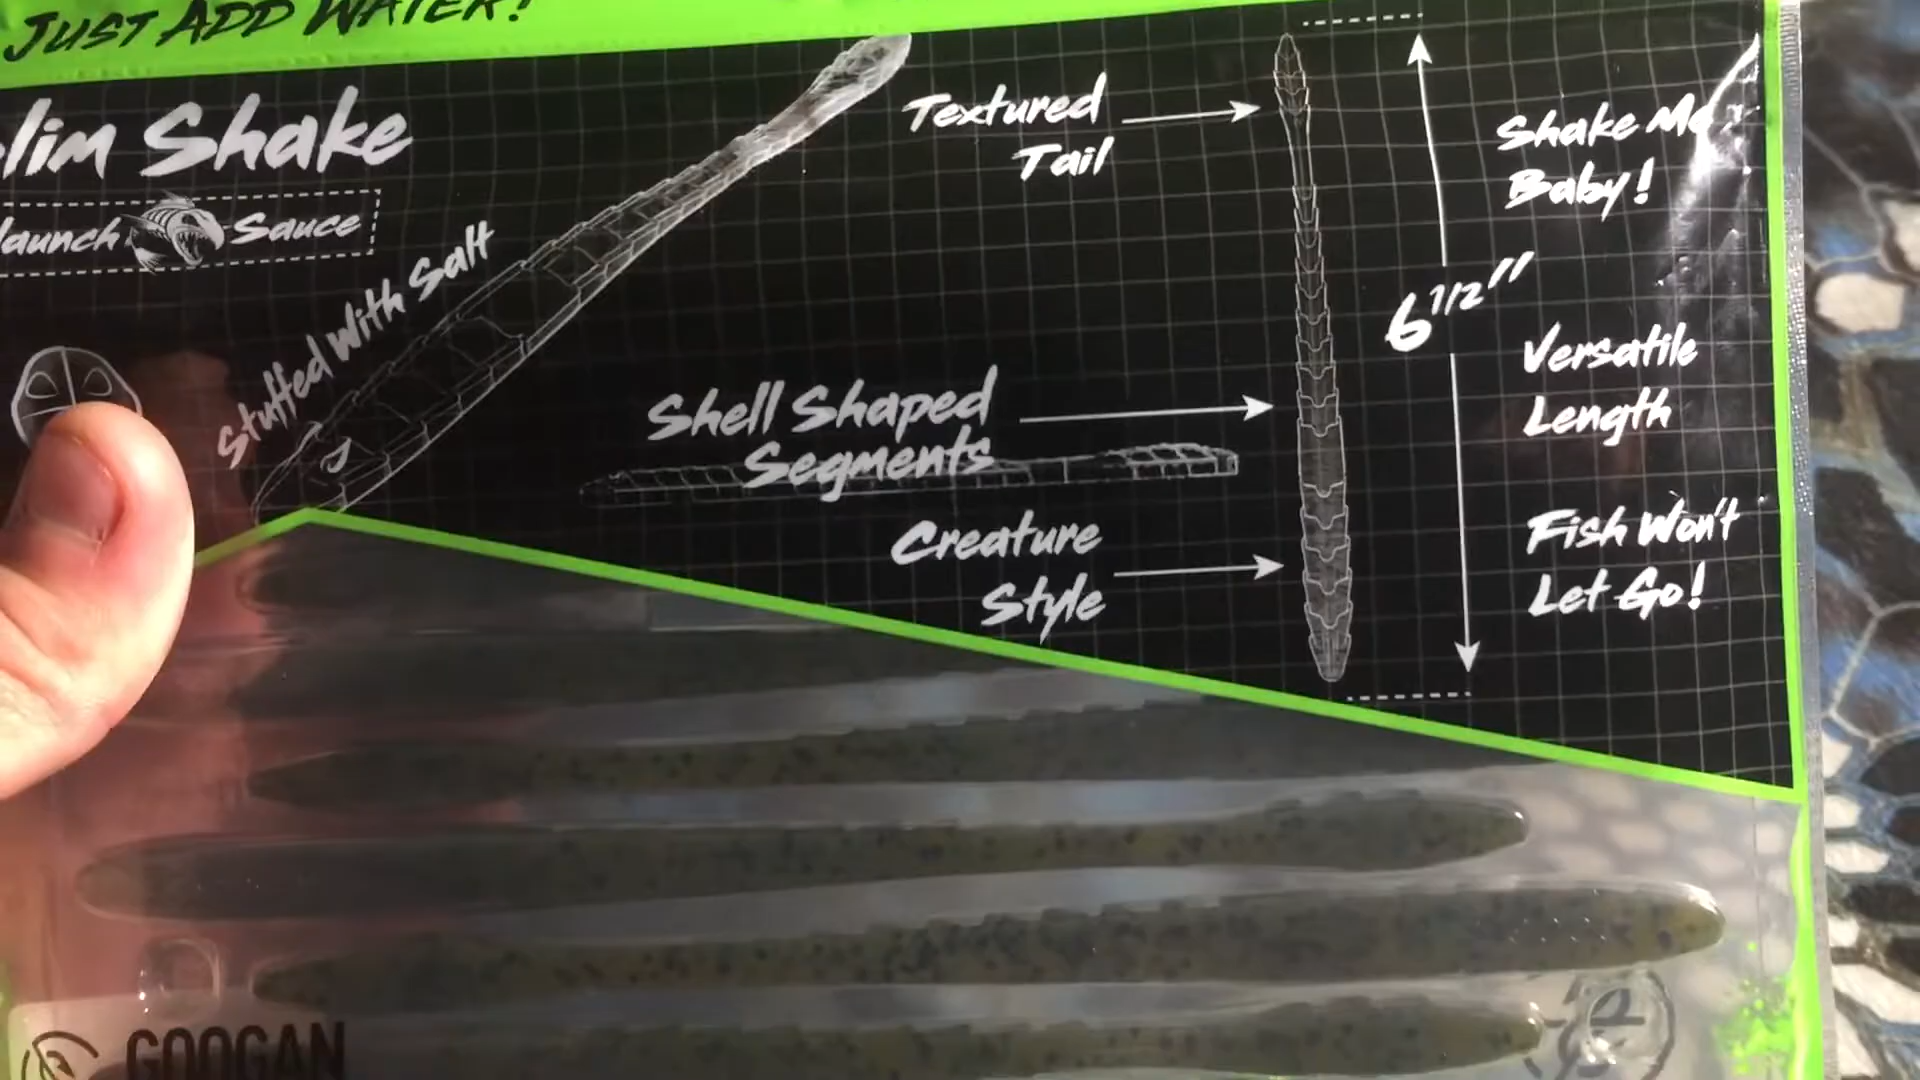 JUST ADD WATER!
lim Shake
launch Sauce
Stuffed With Salt
Textured
Tail
Shell Shaped
Segments
Creature
Style
6 1/2"
Shake Me
Baby!
Versatile
Length
Fish Won't
Let Go!
GOOGAN